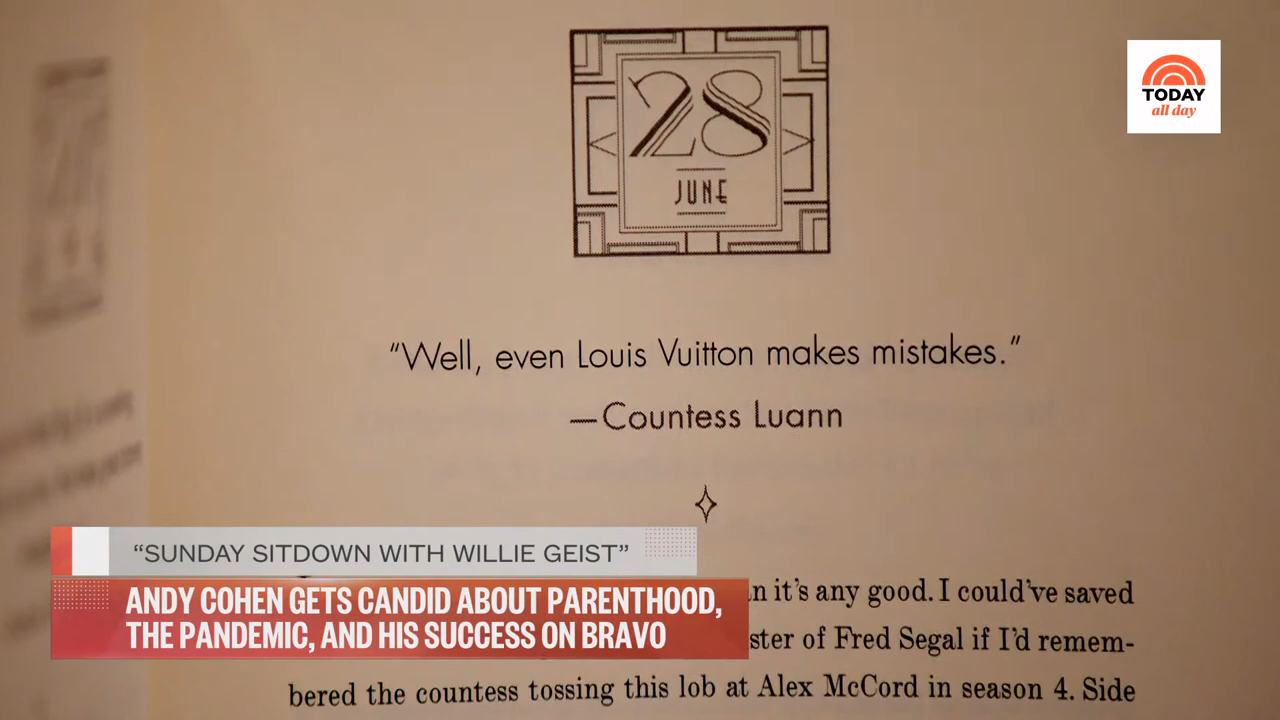 28
JUNE
TODAY
all day
“Well, even Louis Vuitton makes mistakes.”
—Countess Luann
“SUNDAY SITDOWN WITH WILLIE GEIST”
ANDY COHEN GETS CANDID ABOUT PARENTHOOD,
THE PANDEMIC, AND HIS SUCCESS ON BRAVO
it’s any good. I could’ve saved
of Fred Segal if I’d remem-
bered the countess tossing this lob at Alex McCord in season 4. Side